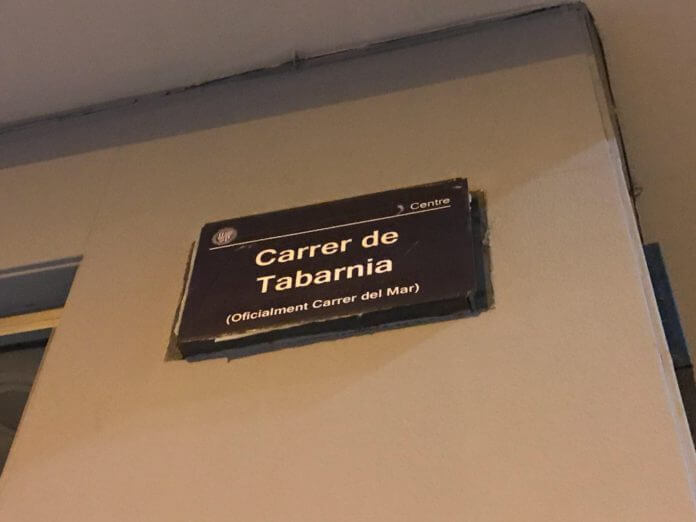 Centre
Carrer de
Tabarnia
(Oficialment Carrer del Mar)